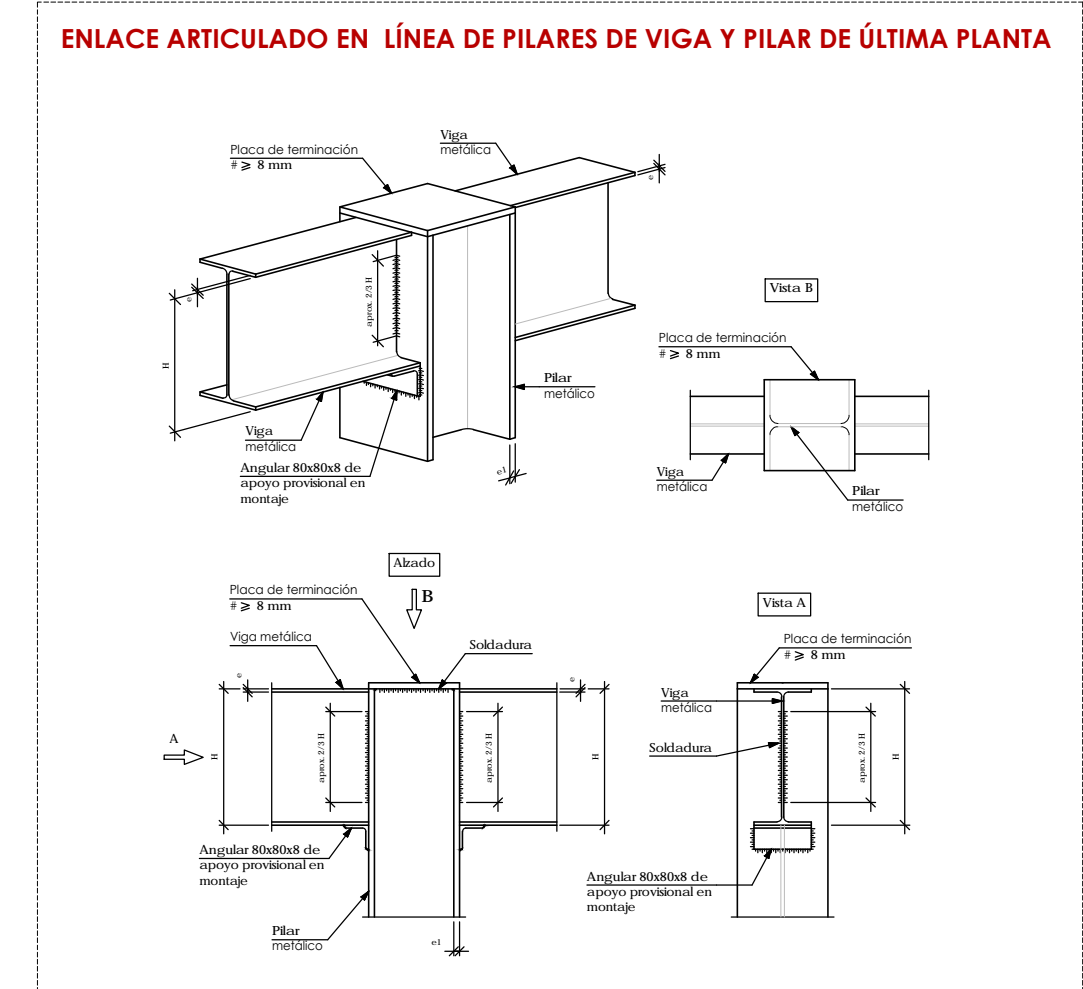 ENLACE ARTICULADO EN LÍNEA DE PILARES DE VIGA Y PILAR DE ÚLTIMA PLANTA
Placa de terminación
# ≥ 8 mm
Viga
metálica
e
e
H
aprox. 2/3 H
Viga
metálica
Angular 80x80x8 de
apoyo provisional en
montaje
Pilar
metálico
e1
Vista B
Placa de terminación
# ≥ 8 mm
Viga
metálica
Pilar
metálico
Alzado
B
Placa de terminación
# ≥ 8 mm
Viga metálica
Soldadura
e
e
A
H
aprox. 2/3 H
aprox. 2/3 H
H
Angular 80x80x8 de
apoyo provisional en
montaje
Pilar
metálico
e1
Vista A
Placa de terminación
# ≥ 8 mm
Viga
metálica
Soldadura
aprox. 2/3 H
H
Angular 80x80x8 de
apoyo provisional en
montaje